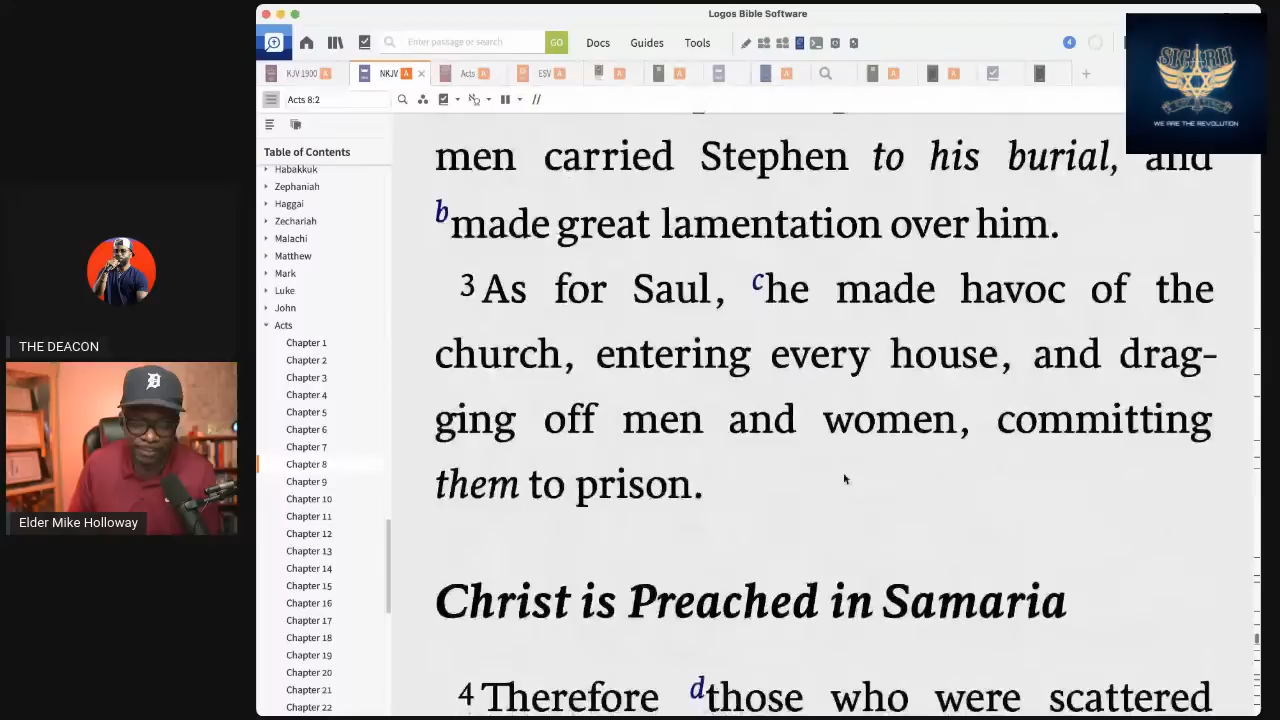 Logos Bible Software
Enter passage or search
GO
Docs
Guides
Tools
4
KJV 1900 A
NKJV A
Acts A
ESV A
A
A
A
A
A
Acts 8:2
Table of Contents
Habakkuk
Zephaniah
Haggai
Zechariah
Malachi
Matthew
Mark
Luke
John
Acts
Chapter 1
Chapter 2
Chapter 3
Chapter 4
Chapter 5
Chapter 6
Chapter 7
Chapter 8
Chapter 9
Chapter 10
Chapter 11
Chapter 12
Chapter 13
Chapter 14
Chapter 15
Chapter 16
Chapter 17
Chapter 18
Chapter 19
Chapter 20
Chapter 21
Chapter 22
men carried Stephen to his burial, and
b made great lamentation over him.
3 As for Saul, c he made havoc of the
church, entering every house, and drag-
ging off men and women, committing
them to prison.
Christ is Preached in Samaria
4 Therefore d those who were scattered
SICARII
WE ARE THE REVOLUTION
THE DEACON
D
Elder Mike Holloway